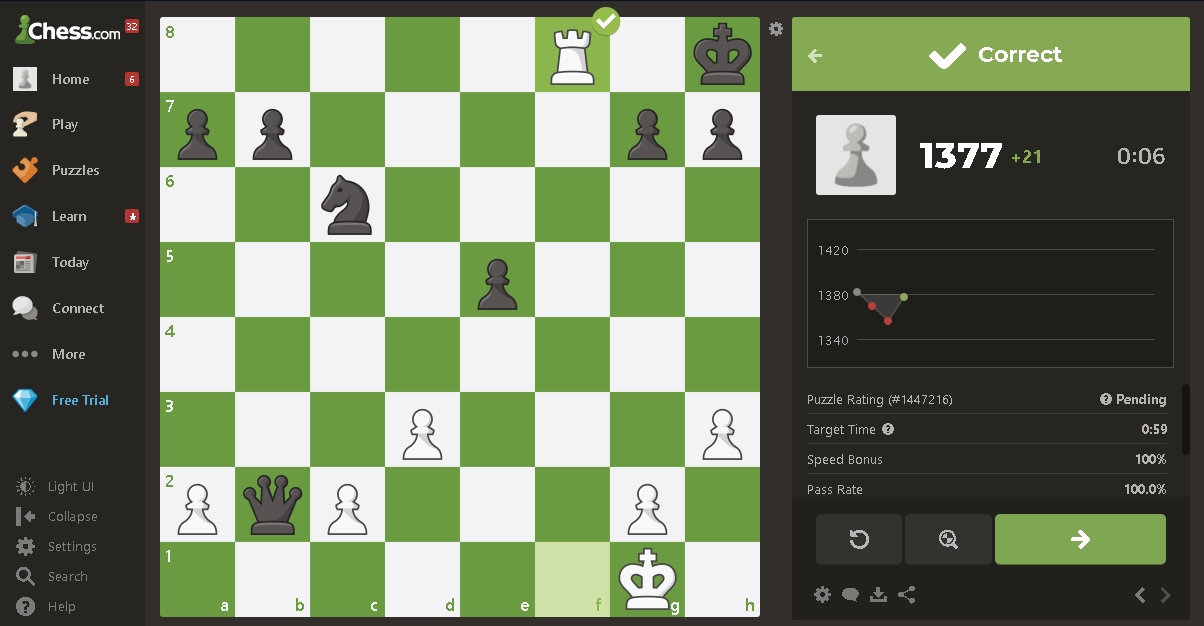 Chess.com 32
Home 6
Play
Puzzles
Learn
Today
Connect
More
Free Trial
Light UI
Collapse
Settings
Search
Help
8
7
6
5
4
3
2
1
a b c d e f g h
Correct
1377 +21 0:06
1420
1380
1340
Puzzle Rating (#1447216) Pending
Target Time 0:59
Speed Bonus 100%
Pass Rate 100.0%